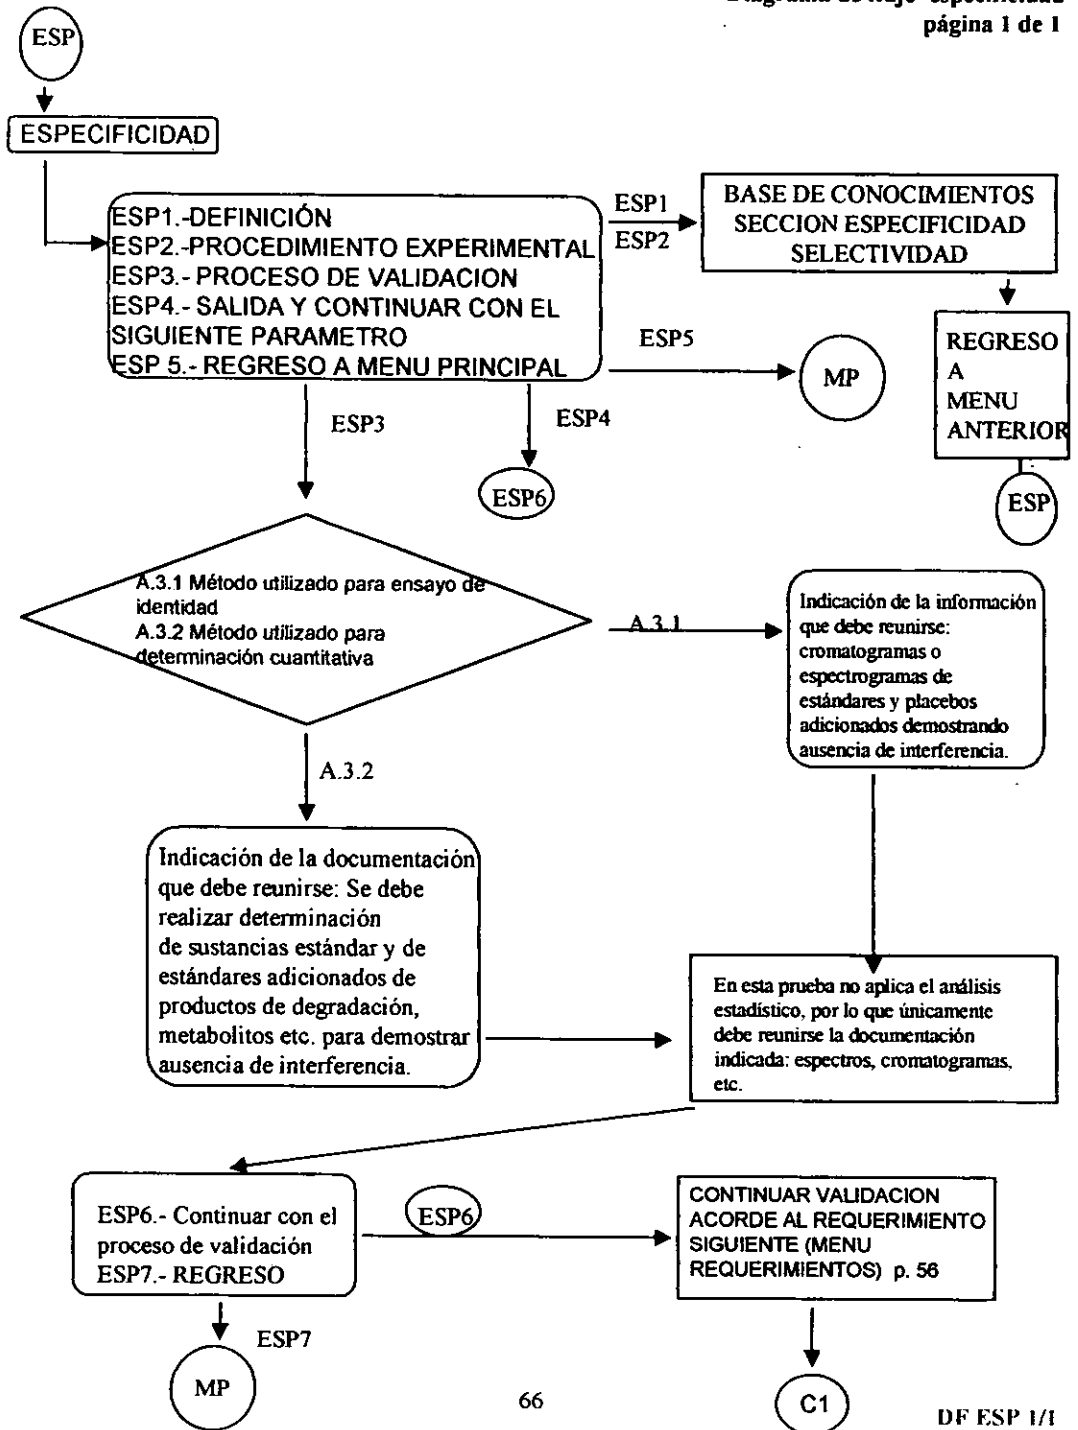 página 1 de 1
ESP
ESPECIFICIDAD
ESP1.-DEFINICIÓN
ESP2.-PROCEDIMIENTO EXPERIMENTAL
ESP3.- PROCESO DE VALIDACION
ESP4.- SALIDA Y CONTINUAR CON EL
SIGUIENTE PARAMETRO
ESP 5.- REGRESO A MENU PRINCIPAL
ESP1
ESP2
BASE DE CONOCIMIENTOS
SECCION ESPECIFICIDAD
SELECTIVIDAD
REGRESO
A
MENU
ANTERIOR
ESP
ESP5
MP
ESP3
ESP4
ESP6
A.3.1 Método utilizado para ensayo de
identidad
A.3.2 Método utilizado para
determinación cuantitativa
A.3.1
Indicación de la información
que debe reunirse:
cromatogramas o
espectrogramas de
estándares y placebos
adicionados demostrando
ausencia de interferencia.
A.3.2
Indicación de la documentación
que debe reunirse: Se debe
realizar determinación
de sustancias estándar y de
estándares adicionados de
productos de degradación,
metabolitos etc. para demostrar
ausencia de interferencia.
En esta prueba no aplica el análisis
estadístico, por lo que únicamente
debe reunirse la documentación
indicada: espectros, cromatogramas,
etc.
ESP6.- Continuar con el
proceso de validación
ESP7.- REGRESO
ESP6
CONTINUAR VALIDACION
ACORDE AL REQUERIMIENTO
SIGUIENTE (MENU
REQUERIMIENTOS) p. 56
ESP7
MP
C1
66
DF ESP 1/1